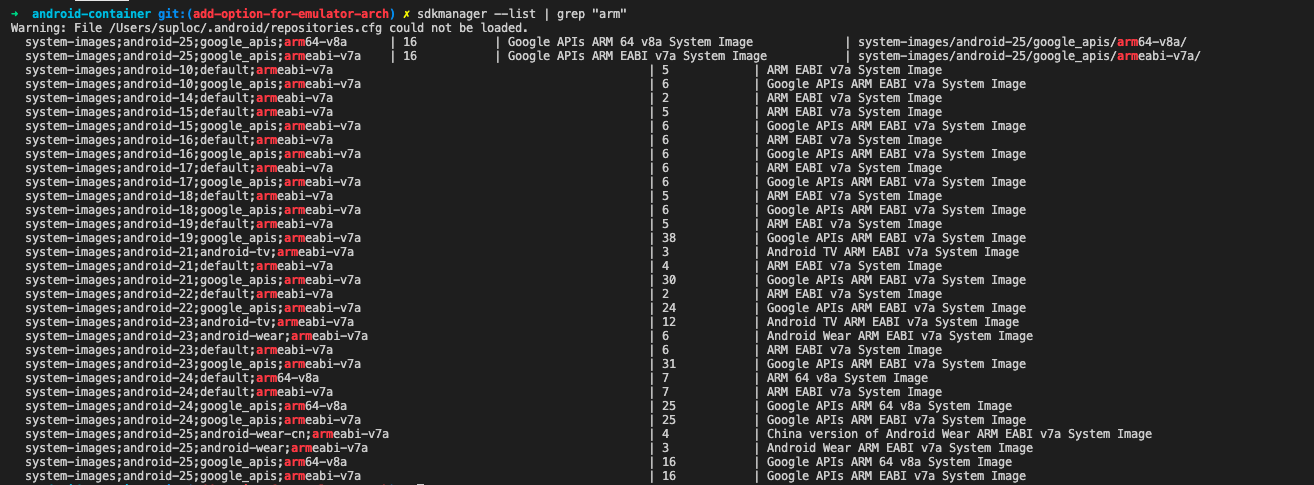 ➜  android-container git:(add-option-for-emulator-arch) ✗ sdkmanager --list | grep "arm"
Warning: File /Users/suploc/.android/repositories.cfg could not be loaded.
system-images;android-25;google_apis;arm64-v8a | 16 | Google APIs ARM 64 v8a System Image | system-images/android-25/google_apis/arm64-v8a/
system-images;android-25;google_apis;armeabi-v7a | 16 | Google APIs ARM EABI v7a System Image | system-images/android-25/google_apis/armeabi-v7a/
system-images;android-10;default;armeabi-v7a | 5 | ARM EABI v7a System Image
system-images;android-10;google_apis;armeabi-v7a | 6 | Google APIs ARM EABI v7a System Image
system-images;android-14;default;armeabi-v7a | 2 | ARM EABI v7a System Image
system-images;android-15;default;armeabi-v7a | 5 | ARM EABI v7a System Image
system-images;android-15;google_apis;armeabi-v7a | 6 | Google APIs ARM EABI v7a System Image
system-images;android-16;default;armeabi-v7a | 6 | ARM EABI v7a System Image
system-images;android-16;google_apis;armeabi-v7a | 6 | Google APIs ARM EABI v7a System Image
system-images;android-17;default;armeabi-v7a | 6 | ARM EABI v7a System Image
system-images;android-17;google_apis;armeabi-v7a | 6 | Google APIs ARM EABI v7a System Image
system-images;android-18;default;armeabi-v7a | 5 | ARM EABI v7a System Image
system-images;android-18;google_apis;armeabi-v7a | 6 | Google APIs ARM EABI v7a System Image
system-images;android-19;default;armeabi-v7a | 5 | ARM EABI v7a System Image
system-images;android-19;google_apis;armeabi-v7a | 38 | Google APIs ARM EABI v7a System Image
system-images;android-21;android-tv;armeabi-v7a | 3 | Android TV ARM EABI v7a System Image
system-images;android-21;default;armeabi-v7a | 4 | ARM EABI v7a System Image
system-images;android-21;google_apis;armeabi-v7a | 30 | Google APIs ARM EABI v7a System Image
system-images;android-22;default;armeabi-v7a | 2 | ARM EABI v7a System Image
system-images;android-22;google_apis;armeabi-v7a | 24 | Google APIs ARM EABI v7a System Image
system-images;android-23;android-tv;armeabi-v7a | 12 | Android TV ARM EABI v7a System Image
system-images;android-23;android-wear;armeabi-v7a | 6 | Android Wear ARM EABI v7a System Image
system-images;android-23;default;armeabi-v7a | 6 | ARM EABI v7a System Image
system-images;android-23;google_apis;armeabi-v7a | 31 | Google APIs ARM EABI v7a System Image
system-images;android-24;default;arm64-v8a | 7 | ARM 64 v8a System Image
system-images;android-24;default;armeabi-v7a | 7 | ARM EABI v7a System Image
system-images;android-24;google_apis;arm64-v8a | 25 | Google APIs ARM 64 v8a System Image
system-images;android-24;google_apis;armeabi-v7a | 25 | Google APIs ARM EABI v7a System Image
system-images;android-25;android-wear-cn;armeabi-v7a | 4 | China version of Android Wear ARM EABI v7a System Image
system-images;android-25;android-wear;armeabi-v7a | 3 | Android Wear ARM EABI v7a System Image
system-images;android-25;google_apis;arm64-v8a | 16 | Google APIs ARM 64 v8a System Image
system-images;android-25;google_apis;armeabi-v7a | 16 | Google APIs ARM EABI v7a System Image